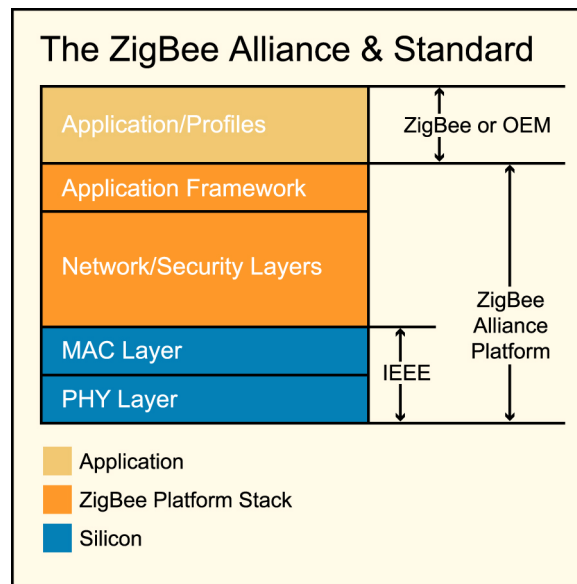 The ZigBee Alliance & Standard
Application/Profiles
ZigBee or OEM
Application Framework
Network/Security Layers
ZigBee
Alliance
Platform
MAC Layer
IEEE
PHY Layer
Application
ZigBee Platform Stack
Silicon